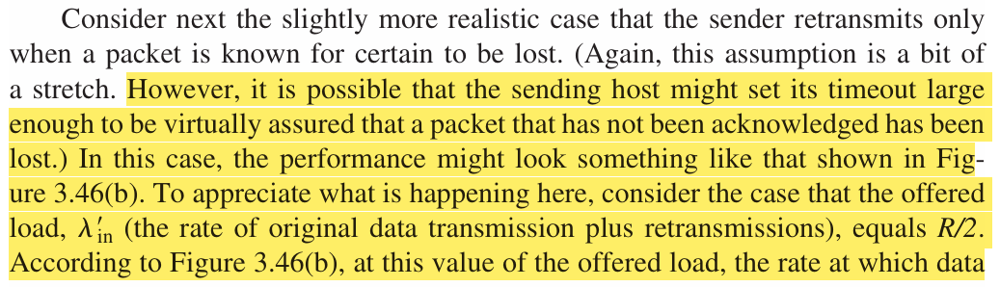 Consider next the slightly more realistic case that the sender retransmits only
when a packet is known for certain to be lost. (Again, this assumption is a bit of
a stretch. However, it is possible that the sending host might set its timeout large
enough to be virtually assured that a packet that has not been acknowledged has been
lost.) In this case, the performance might look something like that shown in Fig-
ure 3.46(b). To appreciate what is happening here, consider the case that the offered
load, λ′in (the rate of original data transmission plus retransmissions), equals R/2.
According to Figure 3.46(b), at this value of the offered load, the rate at which data